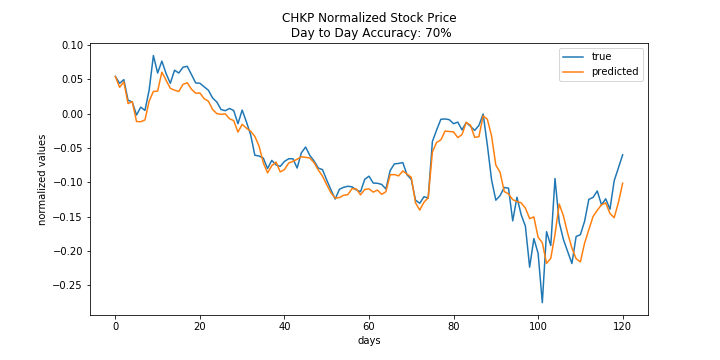 CHKP Normalized Stock Price
Day to Day Accuracy: 70%
true
predicted
normalized values
0.10
0.05
0.00
−0.05
−0.10
−0.15
−0.20
−0.25
0 20 40 60 80 100 120
days